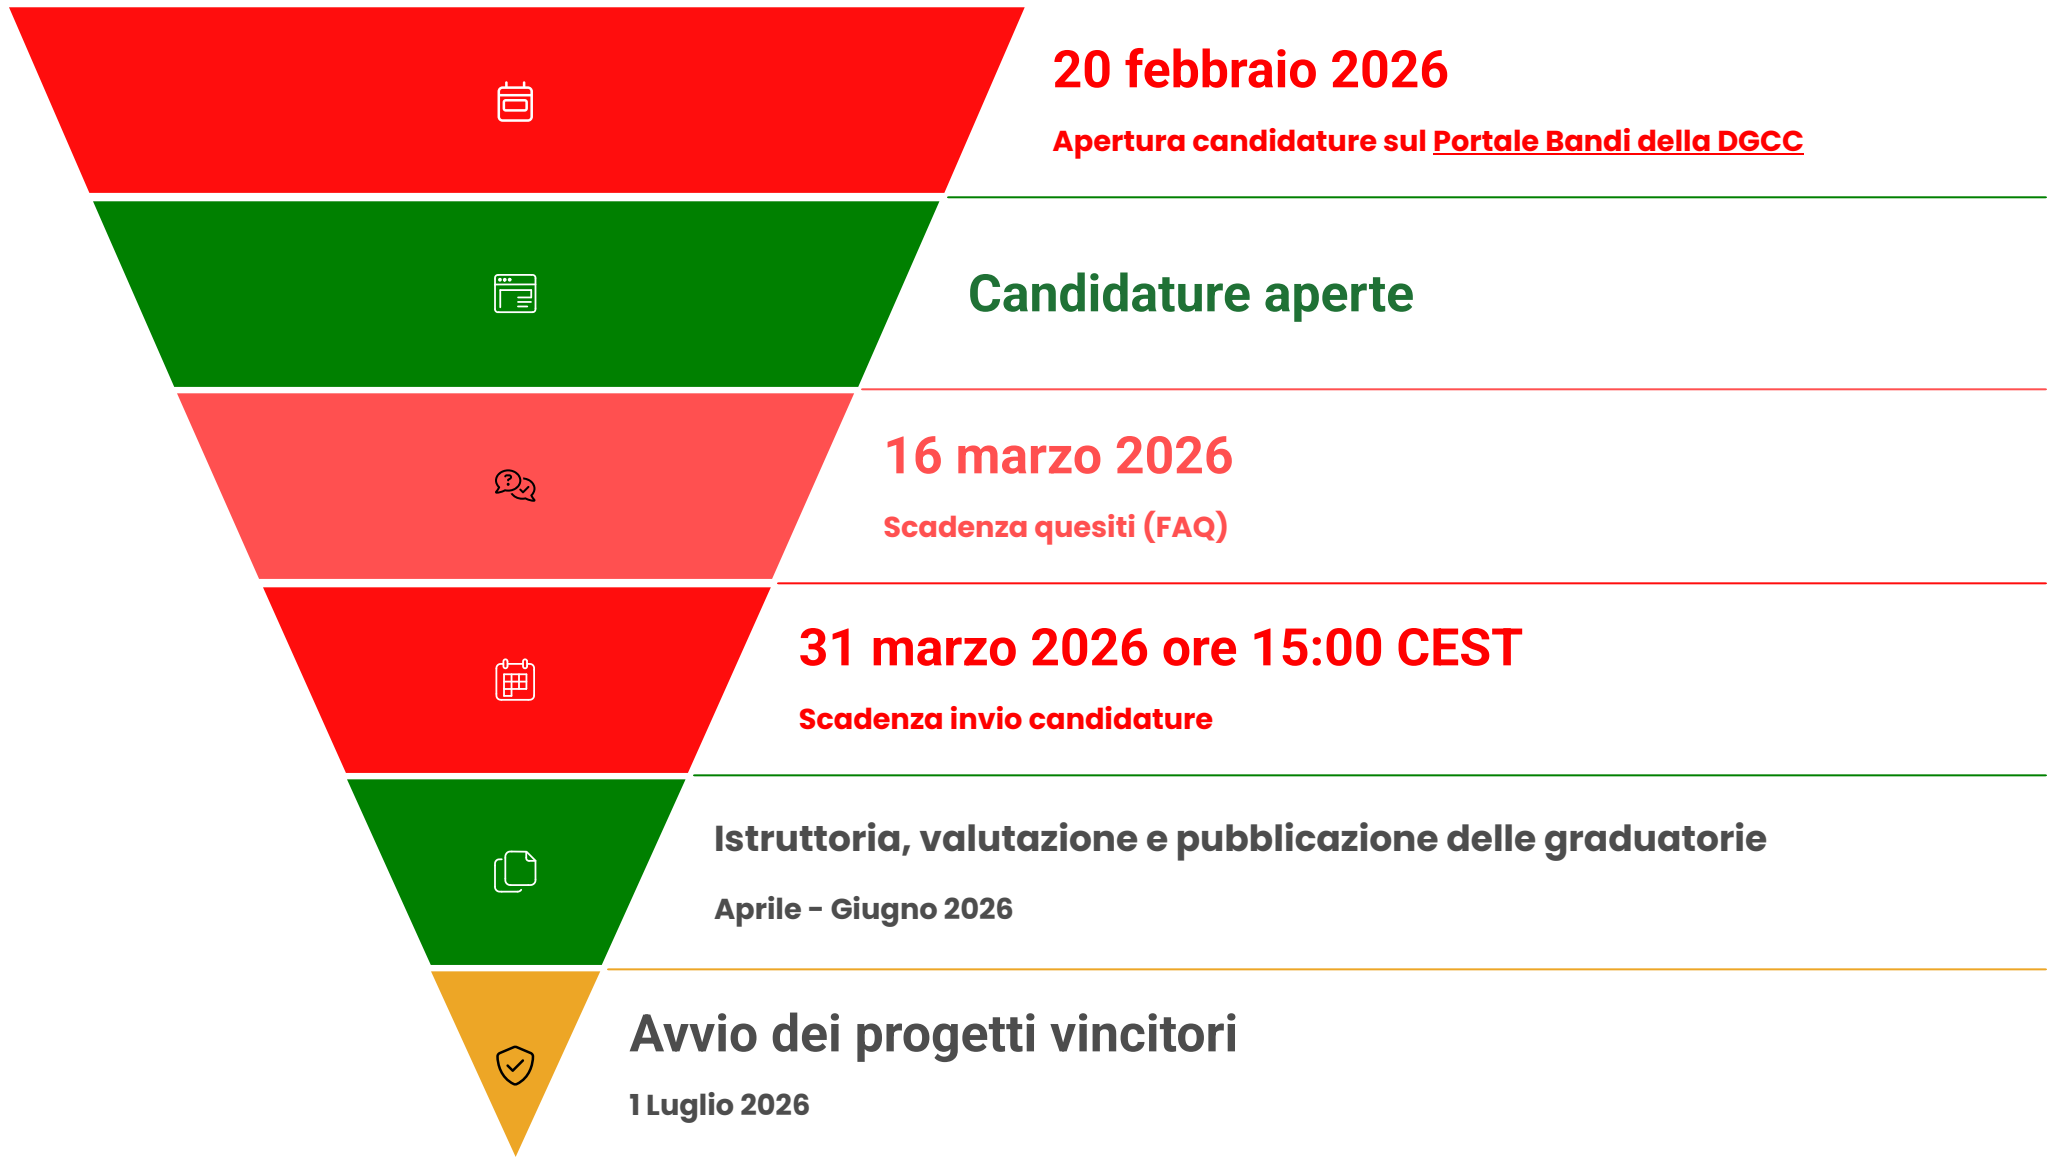 20 febbraio 2026
Apertura candidature sul Portale Bandi della DGCC
Candidature aperte
16 marzo 2026
Scadenza quesiti (FAQ)
31 marzo 2026 ore 15:00 CEST
Scadenza invio candidature
Istruttoria, valutazione e pubblicazione delle graduatorie
Aprile - Giugno 2026
Avvio dei progetti vincitori
1 Luglio 2026